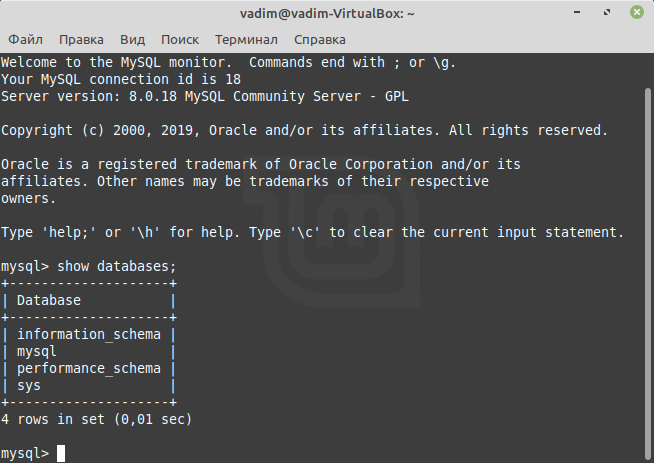 vadim@vadim-VirtualBox: ~
Файл Правка Вид Поиск Терминал Справка
Welcome to the MySQL monitor.  Commands end with ; or \g.
Your MySQL connection id is 18
Server version: 8.0.18 MySQL Community Server - GPL
Copyright (c) 2000, 2019, Oracle and/or its affiliates. All rights reserved.
Oracle is a registered trademark of Oracle Corporation and/or its
affiliates. Other names may be trademarks of their respective
owners.
Type 'help;' or '\h' for help. Type '\c' to clear the current input statement.
mysql> show databases;
+--------------------+
| Database           |
+--------------------+
| information_schema |
| mysql              |
| performance_schema |
| sys                |
+--------------------+
4 rows in set (0,01 sec)
mysql>